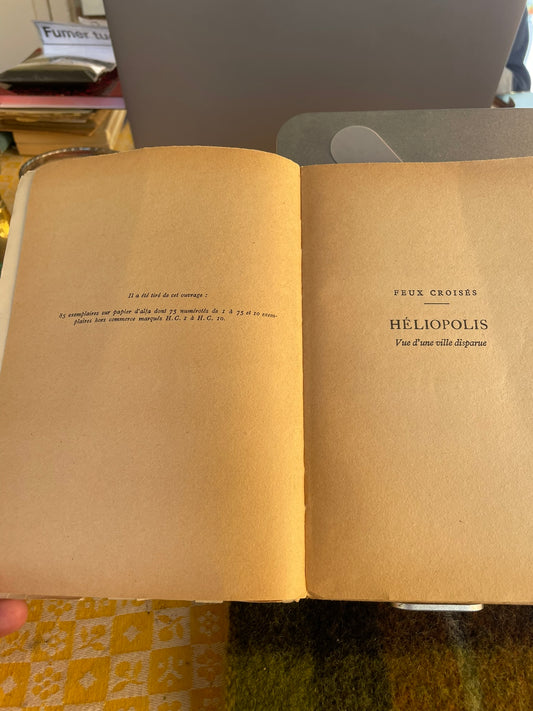 Fumer tu
Il a été tiré de cet ouvrage :
85 exemplaires sur papier d'alfa dont 75 numérotés de 1 à 75 et 10 exem-
plaires hors commerce marqués H. C. 1 à H. C. 10.
FEUX CROISÉS
HÉLIOPOLIS
Vue d'une ville disparue